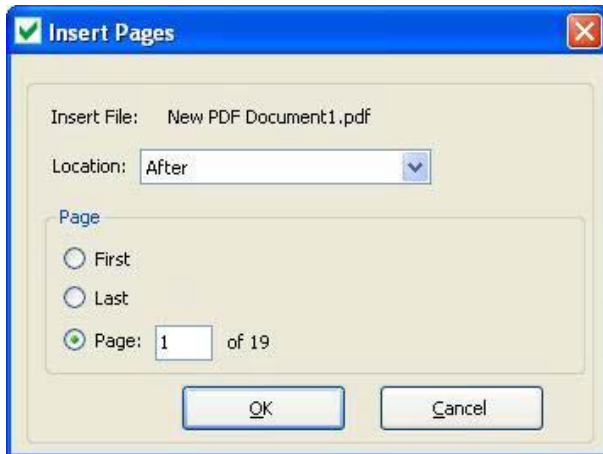 Insert Pages
Insert File: New PDF Document1.pdf
Location: After
Page
First
Last
Page: 1 of 19
OK Cancel